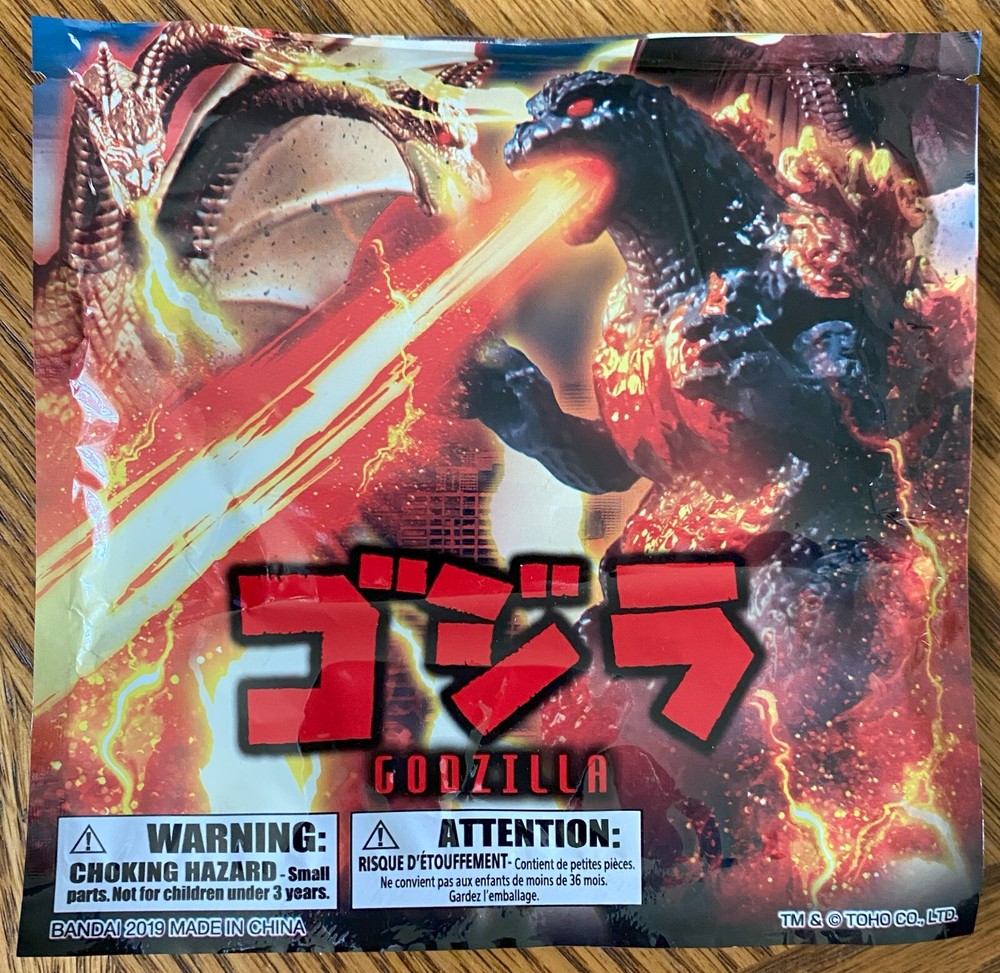 ゴジラ
GODZILLA
WARNING:
CHOKING HAZARD - Small
parts. Not for children under 3 years.
ATTENTION:
RISQUE D'ÉTOUFFEMENT- Contient de petites pièces.
Ne convient pas aux enfants de moins de 36 mois.
Gardez l'emballage.
BANDAI 2019 MADE IN CHINA
TM & © TOHO CO., LTD.